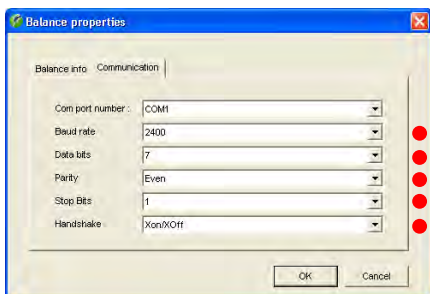 Balance properties
Balance info Communication
Com port number : COM1
Baud rate 2400
Data bits 7
Parity Even
Stop Bits 1
Handshake Xon/XOff
OK Cancel